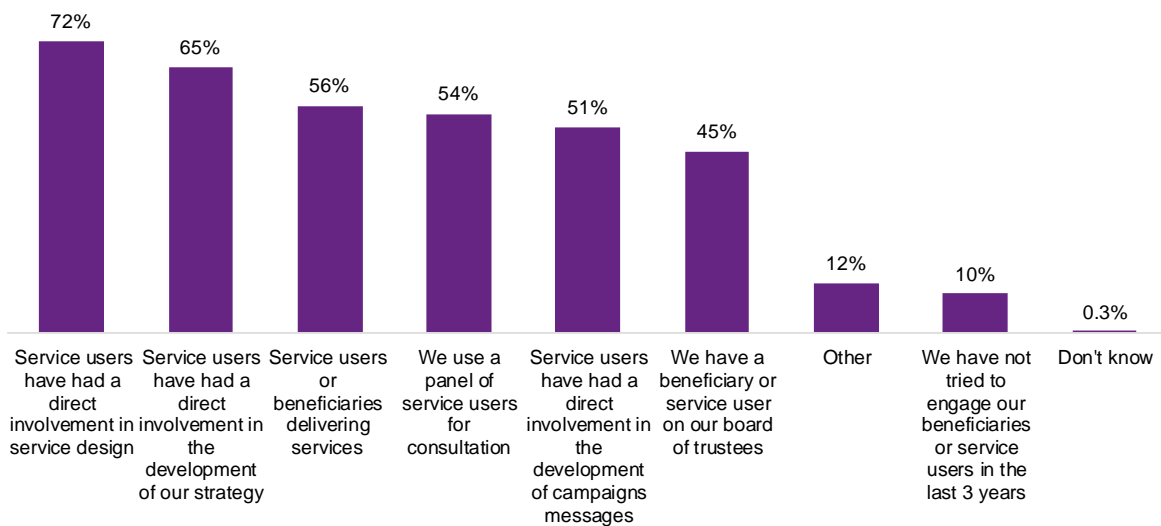 72%
65%
56%
54%
51%
45%
12%
10%
0.3%
Service users
have had a
direct
involvement in
service design
Service users
have had a
direct
involvement in
the
development
of our strategy
Service users
or
beneficiaries
delivering
services
We use a
panel of
service users
for
consultation
Service users
have had a
direct
involvement in
the
development
of campaigns
messages
We have a
beneficiary or
service user
on our board
of trustees
Other
We have not
tried to
engage our
beneficiaries
or service
users in the
last 3 years
Don't know